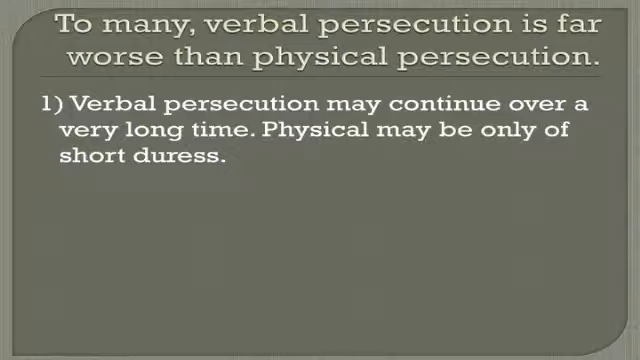 To many, verbal persecution is far
worse than physical persecution.
1) Verbal persecution may continue over a
very long time. Physical may be only of
short duress.